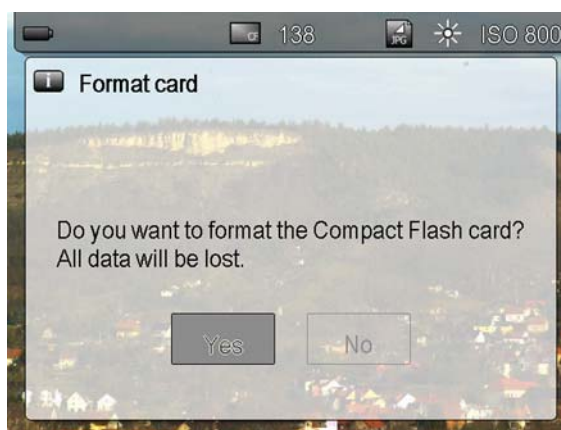 CF 138 JPG ISO 800
i Format card
Do you want to format the Compact Flash card?
All data will be lost.
Yes No